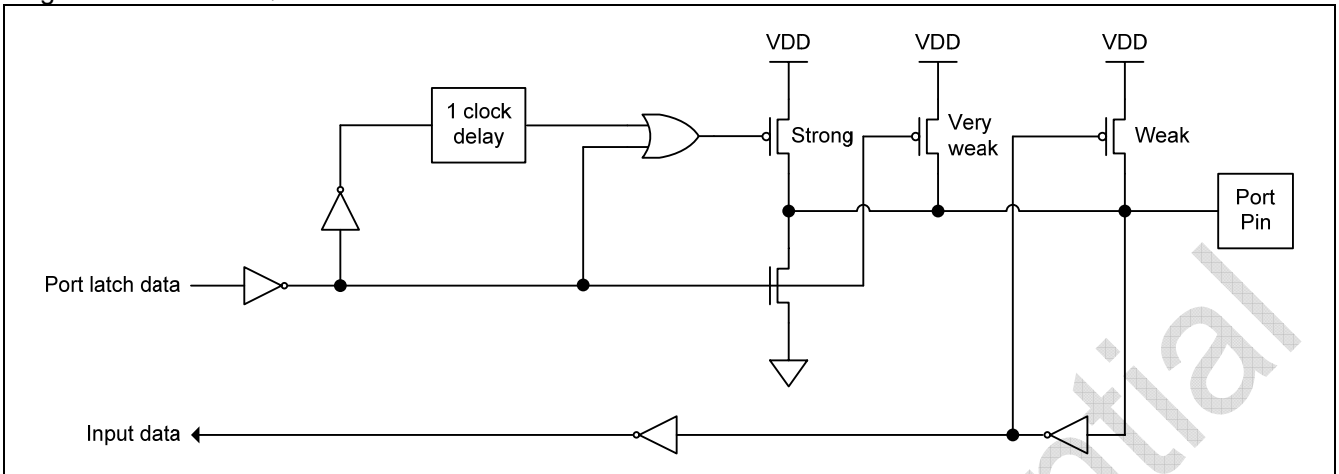 VDD
VDD
VDD
1 clock
delay
Strong
Very
weak
Weak
Port
Pin
Port latch data
Input data